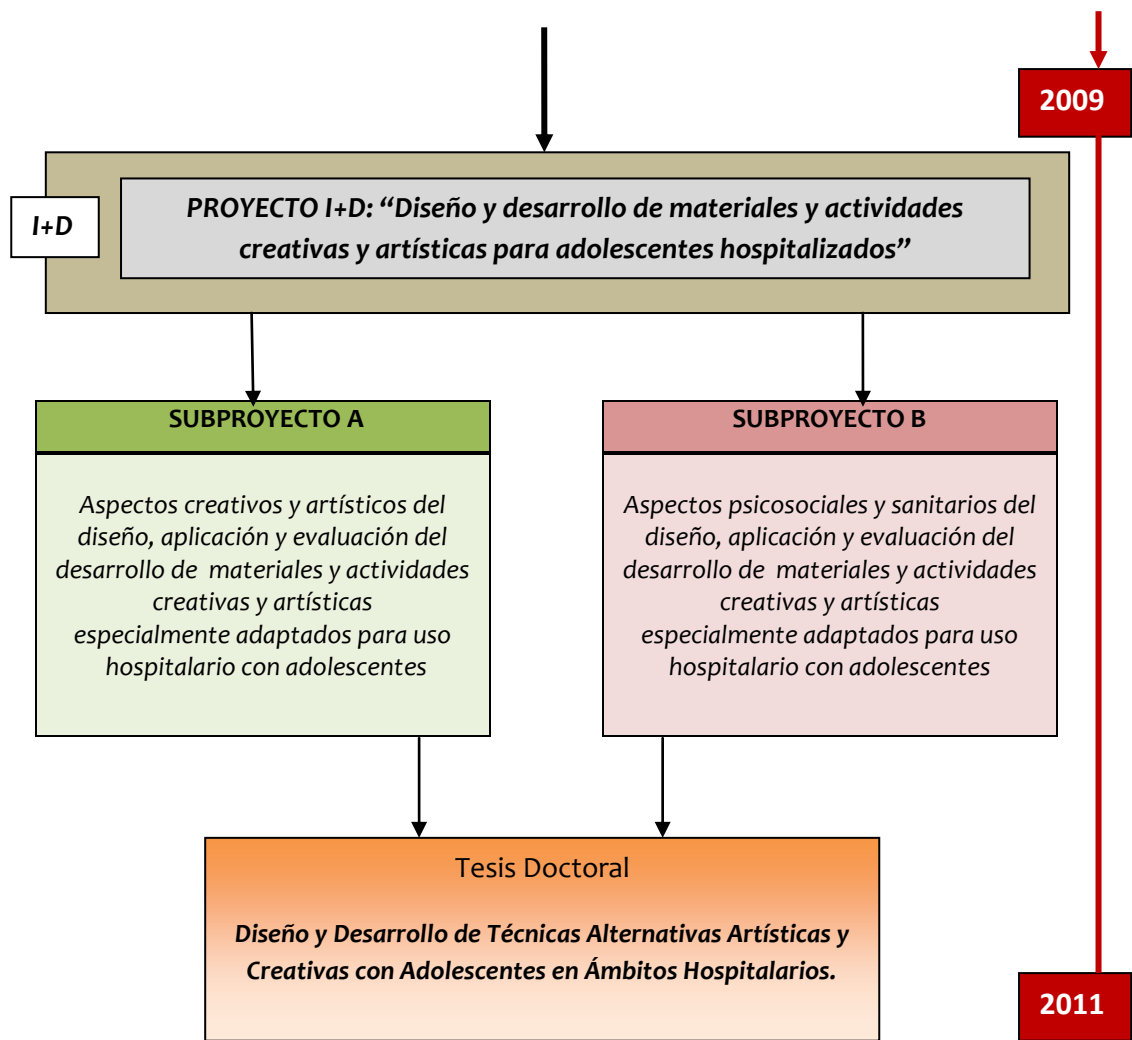 2009
I+D
PROYECTO I+D: “Diseño y desarrollo de materiales y actividades
creativas y artísticas para adolescentes hospitalizados”
SUBPROYECTO A
Aspectos creativos y artísticos del
diseño, aplicación y evaluación del
desarrollo de materiales y actividades
creativas y artísticas
especialmente adaptados para uso
hospitalario con adolescentes
SUBPROYECTO B
Aspectos psicosociales y sanitarios del
diseño, aplicación y evaluación del
desarrollo de materiales y actividades
creativas y artísticas
especialmente adaptados para uso
hospitalario con adolescentes
Tesis Doctoral
Diseño y Desarrollo de Técnicas Alternativas Artísticas y
Creativas con Adolescentes en Ámbitos Hospitalarios.
2011